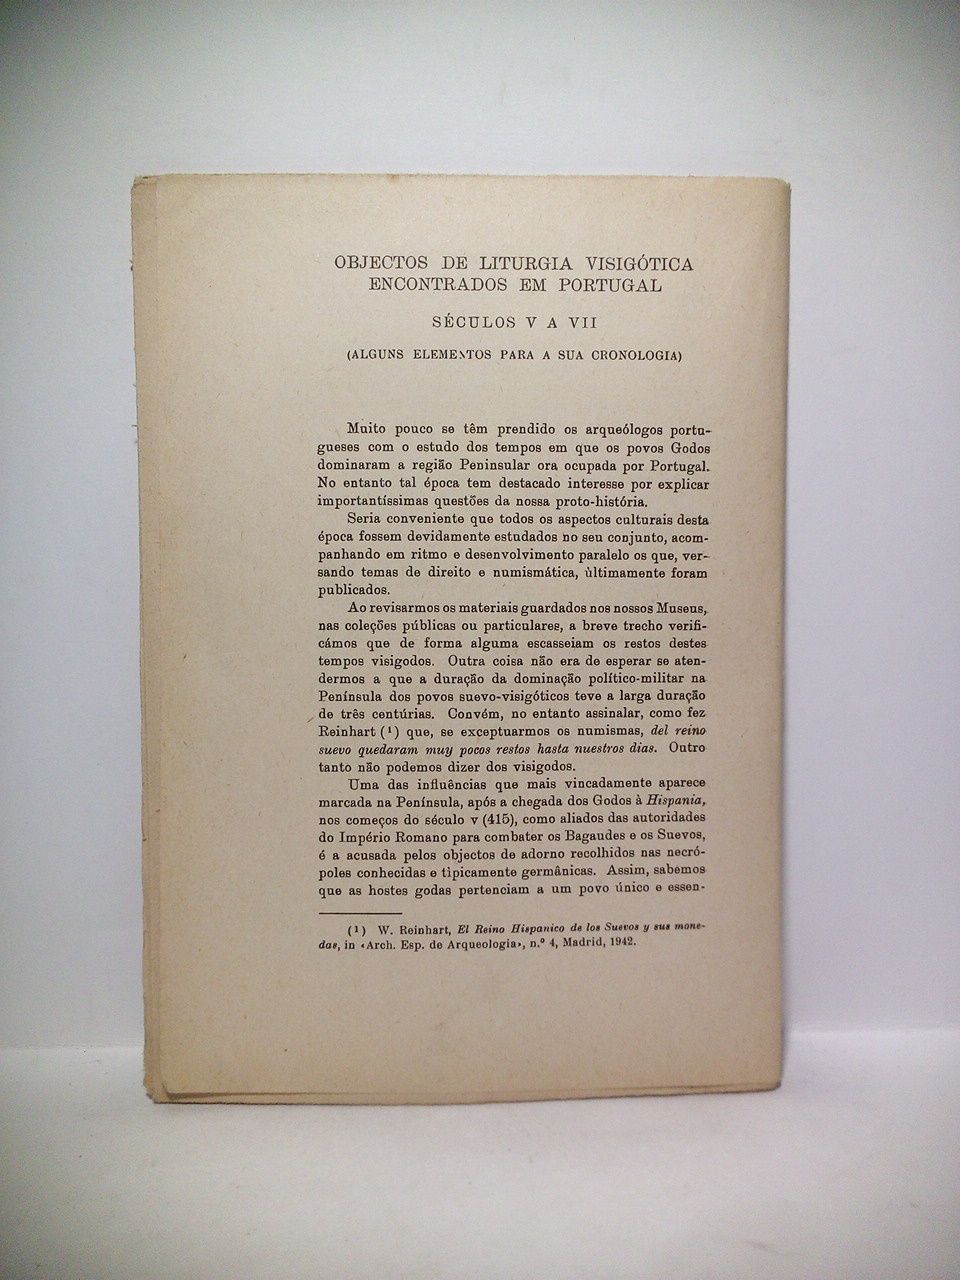 OBJECTOS DE LITURGIA VISIGÓTICA
ENCONTRADOS EM PORTUGAL
SÉCULOS V A VII
(ALGUNS ELEMENTOS PARA A SUA CRONOLOGIA)
Muito pouco se têm prendido os arqueólogos portu-
gueses com o estudo dos tempos em que os povos Godos
dominaram a região Peninsular ora ocupada por Portugal.
No entanto tal época tem destacado interesse por explicar
importantíssimas questões da nossa proto-história.
Seria conveniente que todos os aspectos culturais desta
época fossem devidamente estudados no seu conjunto, acom-
panhando em ritmo e desenvolvimento paralelo os que, ver-
sando temas de direito e numismática, ùltimamente foram
publicados.
Ao revisarmos os materiais guardados nos nossos Museus,
nas coleções públicas ou particulares, a breve trecho verifi-
cámos que de forma alguma escasseiam os restos destes
tempos visigodos. Outra coisa não era de esperar se aten-
dermos a que a duração da dominação político-militar na
Península dos povos suevo-visigóticos teve a larga duração
de três centúrias. Convém, no entanto assinalar, como fez
Reinhart (¹) que, se exceptuarmos os numismas, del reino
suevo quedaram muy pocos restos hasta nuestros dias. Outro
tanto não podemos dizer dos visigodos.
Uma das influências que mais vincadamente aparece
marcada na Península, após a chegada dos Godos à Hispania,
nos começos do século V (415), como aliados das autoridades
do Império Romano para combater os Bagaudes e os Suevos,
é a acusada pelos objectos de adorno recolhidos nas necró-
poles conhecidas e tìpicamente germânicas. Assim, sabemos
que as hostes godas pertenciam a um povo único e essen-
(¹) W. Reinhart, El Reino Hispanico de los Suevos y sus mone-
das, in «Arch. Esp. de Arqueologia», n.º 4, Madrid, 1942.